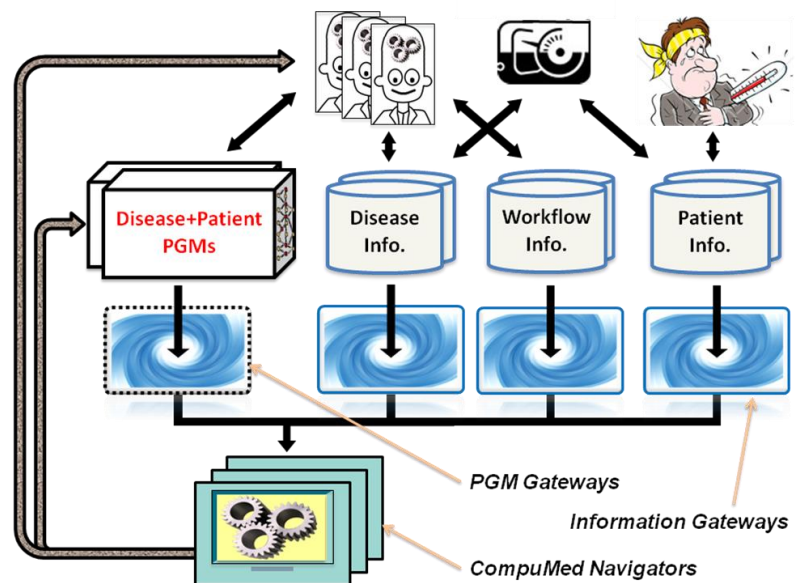 Disease+Patient
PGMs
Disease
Info.
Workflow
Info.
Patient
Info.
PGM Gateways
Information Gateways
CompuMed Navigators